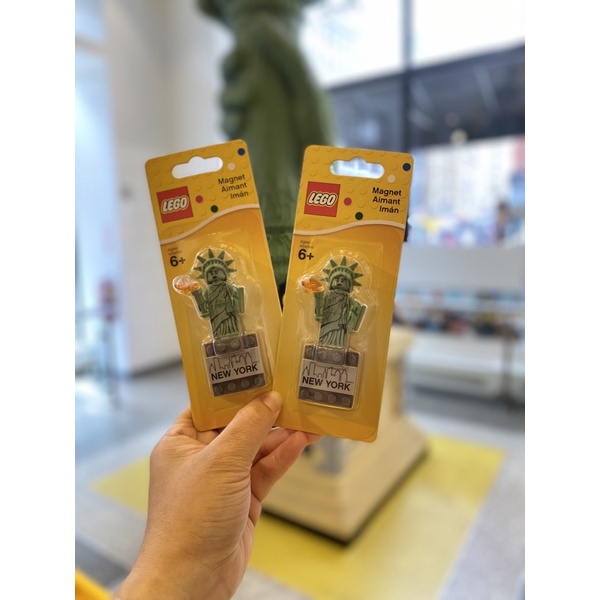 LEGO
Magnet
Aimant
Imán
6+
NEW YORK
LEGO
Magnet
Aimant
Imán
6+
NEW YORK